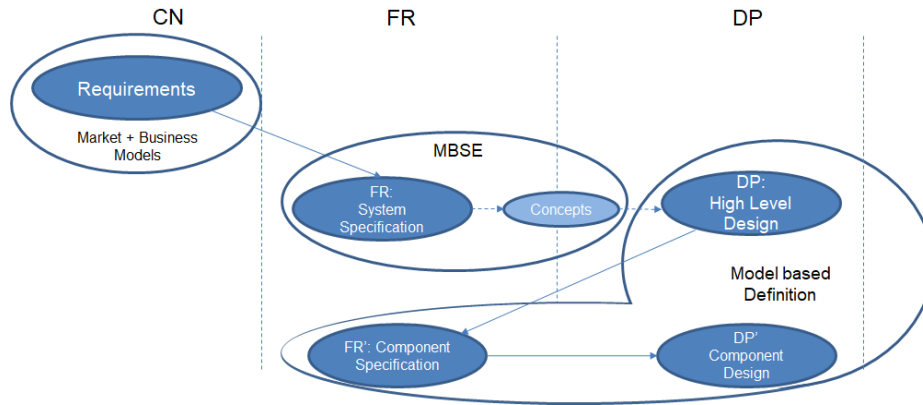 CN
FR
DP
Requirements
Market + Business
Models
MBSE
FR:
System
Specification
Concepts
DP:
High Level
Design
Model based
Definition
FR': Component
Specification
DP'
Component
Design